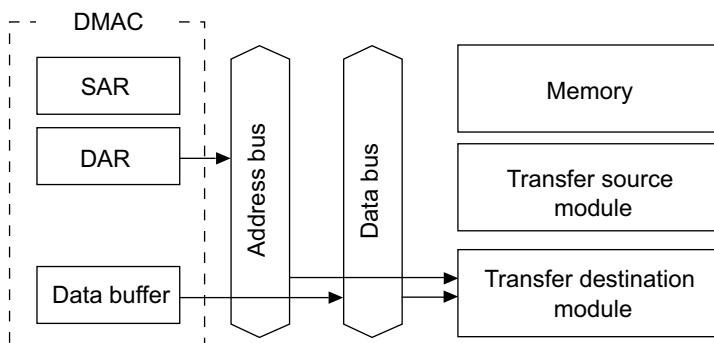 DMAC
SAR
DAR
Data buffer
Address bus
Data bus
Memory
Transfer source
module
Transfer destination
module